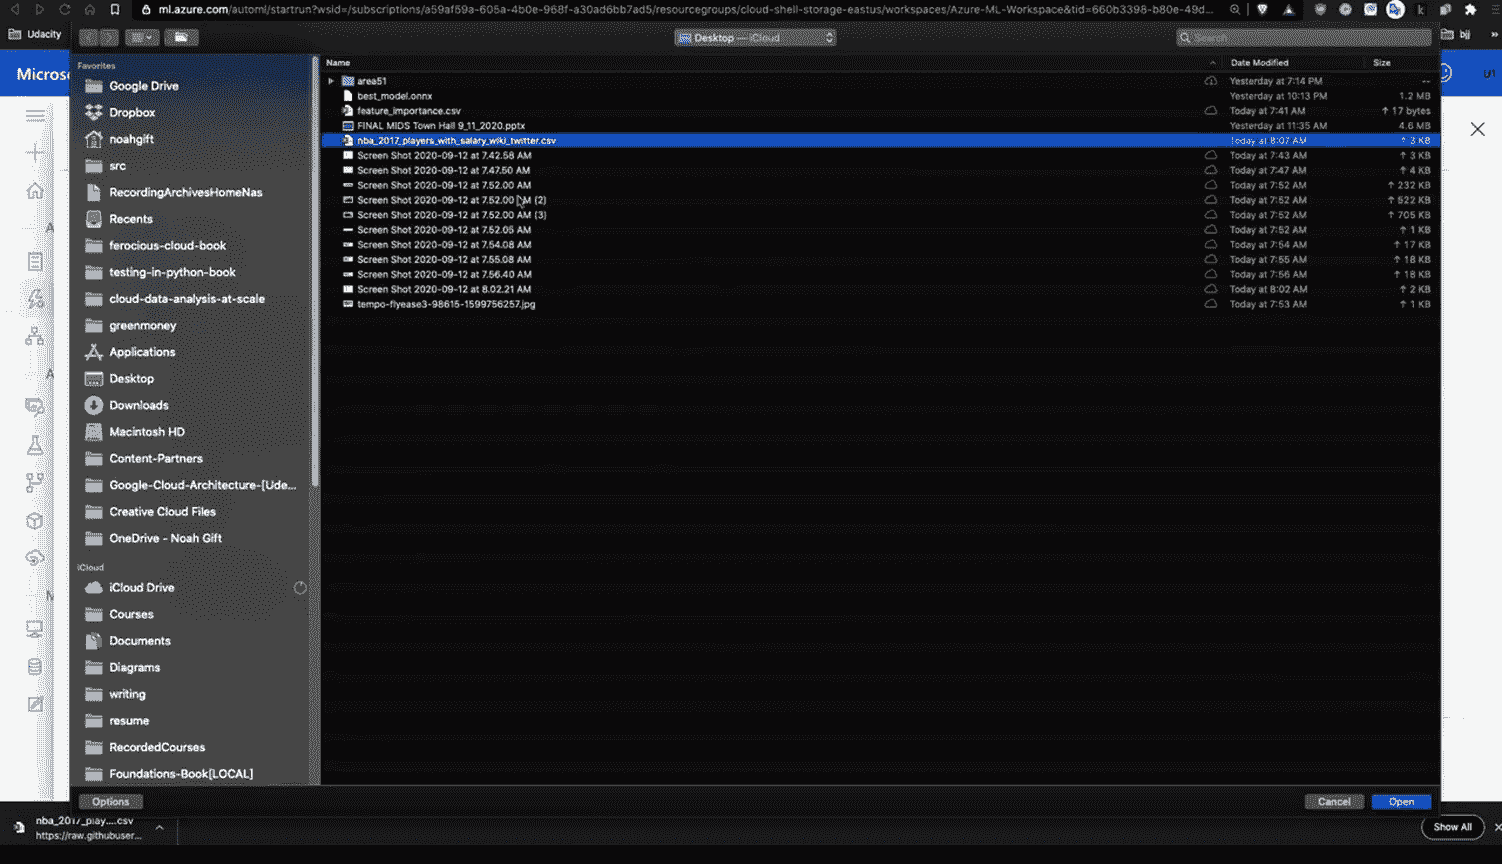 ml.azure.com/automl/startrun?wsid=/subscriptions/a59af59a-605a-4b0e-968f-a30ad6bb7ad5/resourcegroups/cloud-shell-storage-eastus/workspaces/Azure-ML-Workspace&tid=660b3398-b80e-49d...
Udacity
Desktop — iCloud
Search
bjj
»
Micros
Favorites
Google Drive
Dropbox
noahgift
src
RecordingArchivesHomeNas
Recents
ferocious-cloud-book
testing-in-python-book
cloud-data-analysis-at-scale
greenmoney
Applications
Desktop
Downloads
Macintosh HD
Content-Partners
Google-Cloud-Architecture-[Ude...
Creative Cloud Files
OneDrive - Noah Gift
iCloud
iCloud Drive
Courses
Documents
Diagrams
writing
resume
RecordedCourses
Foundations-Book[LOCAL]
Name Date Modified Size
area51 Yesterday at 7:14 PM --
best_model.onnx Yesterday at 10:13 PM 1.2 MB
feature_importance.csv Today at 7:41 AM ↑ 17 bytes
FINAL MIDS Town Hall 9_11_2020.pptx Yesterday at 11:35 AM 4.6 MB
nba_2017_players_with_salary_wiki_twitter.csv Today at 8:07 AM ↑ 3 KB
Screen Shot 2020-09-12 at 7.42.58 AM Today at 7:43 AM ↑ 3 KB
Screen Shot 2020-09-12 at 7.47.50 AM Today at 7:47 AM ↑ 4 KB
Screen Shot 2020-09-12 at 7.52.00 AM Today at 7:52 AM ↑ 232 KB
Screen Shot 2020-09-12 at 7.52.00 AM (2) Today at 7:52 AM ↑ 522 KB
Screen Shot 2020-09-12 at 7.52.00 AM (3) Today at 7:52 AM ↑ 705 KB
Screen Shot 2020-09-12 at 7.52.05 AM Today at 7:52 AM ↑ 1 KB
Screen Shot 2020-09-12 at 7.54.08 AM Today at 7:54 AM ↑ 17 KB
Screen Shot 2020-09-12 at 7.55.08 AM Today at 7:55 AM ↑ 18 KB
Screen Shot 2020-09-12 at 7.56.40 AM Today at 7:56 AM ↑ 18 KB
Screen Shot 2020-09-12 at 8.02.21 AM Today at 8:02 AM ↑ 2 KB
tempo-flyease3-98615-1599756257.jpg Today at 7:53 AM ↑ 1 KB
Options
Cancel
Open
nba_2017_play....csv
https://raw.githubuser...
Show All